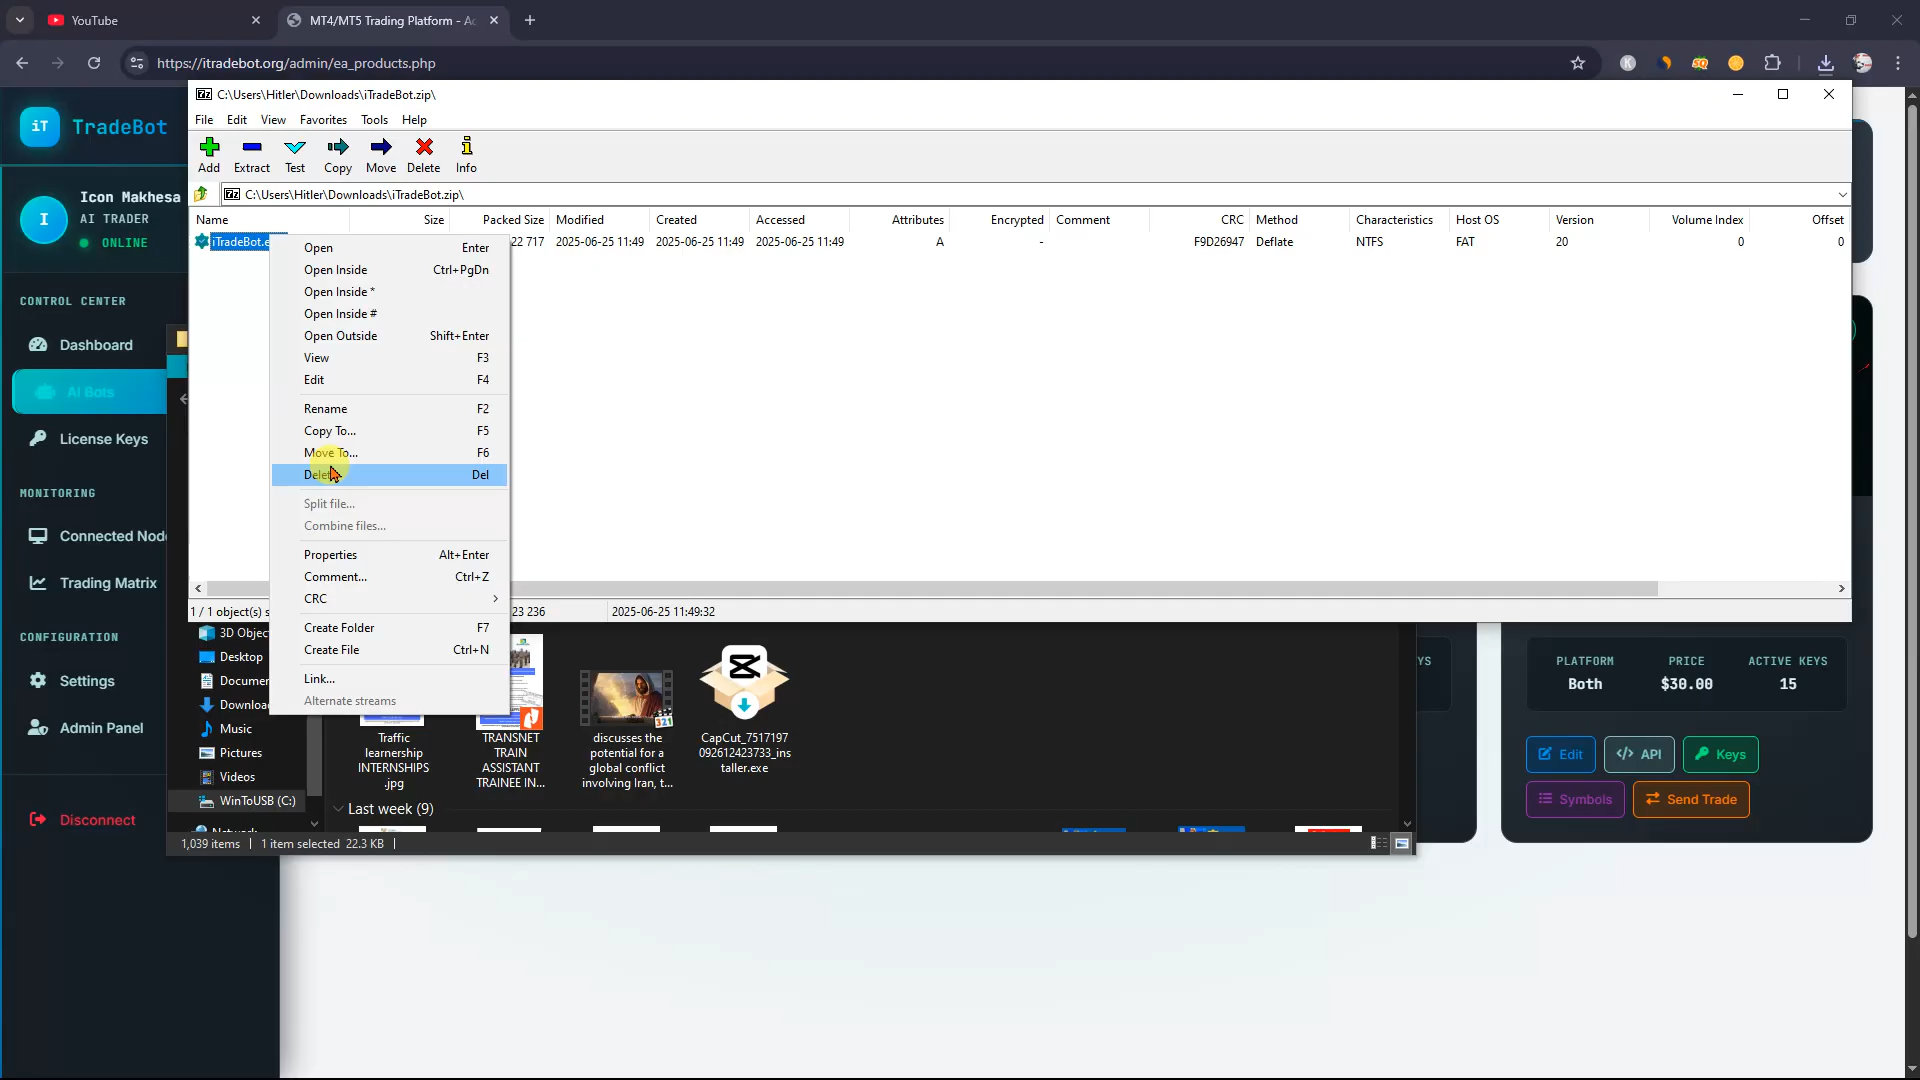 YouTube
MT4/MT5 Trading Platform - Ac
https://itradebot.org/admin/ea_products.php
C:\Users\Hitler\Downloads\iTradeBot.zip\
File Edit View Favorites Tools Help
Add Extract Test Copy Move Delete Info
C:\Users\Hitler\Downloads\iTradeBot.zip\
Name Size Packed Size Modified Created Accessed Attributes Encrypted Comment CRC Method Characteristics Host OS Version Volume Index Offset
iTradeBot.e 22 717 2025-06-25 11:49 2025-06-25 11:49 2025-06-25 11:49 A - F9D26947 Deflate NTFS FAT 20 0 0
Open Enter
Open Inside Ctrl+PgDn
Open Inside *
Open Inside #
Open Outside Shift+Enter
View F3
Edit F4
Rename F2
Copy To... F5
Move To... F6
Delete Del
Split file...
Combine files...
Properties Alt+Enter
Comment... Ctrl+Z
CRC
Create Folder F7
Create File Ctrl+N
Link...
Alternate streams
1 / 1 object(s) s 23 236 2025-06-25 11:49:32
iT TradeBot
I
Icon Makhesa
AI TRADER
ONLINE
CONTROL CENTER
Dashboard
AI Bots
License Keys
MONITORING
Connected Node
Trading Matrix
CONFIGURATION
Settings
Admin Panel
Disconnect
3D Objec
Desktop
Documen
Downloa
Music
Pictures
Videos
WinToUSB (C:)
Network
Traffic
learnership
INTERNSHIPS
.jpg
TRANSNET
TRAIN
ASSISTANT
TRAINEE IN...
321
discusses the
potential for a
global conflict
involving Iran, t...
CapCut_7517197
092612423733_ins
taller.exe
Last week (9)
1,039 items 1 item selected 22.3 KB
YS
PLATFORM PRICE ACTIVE KEYS
Both $30.00 15
Edit API Keys
Symbols Send Trade